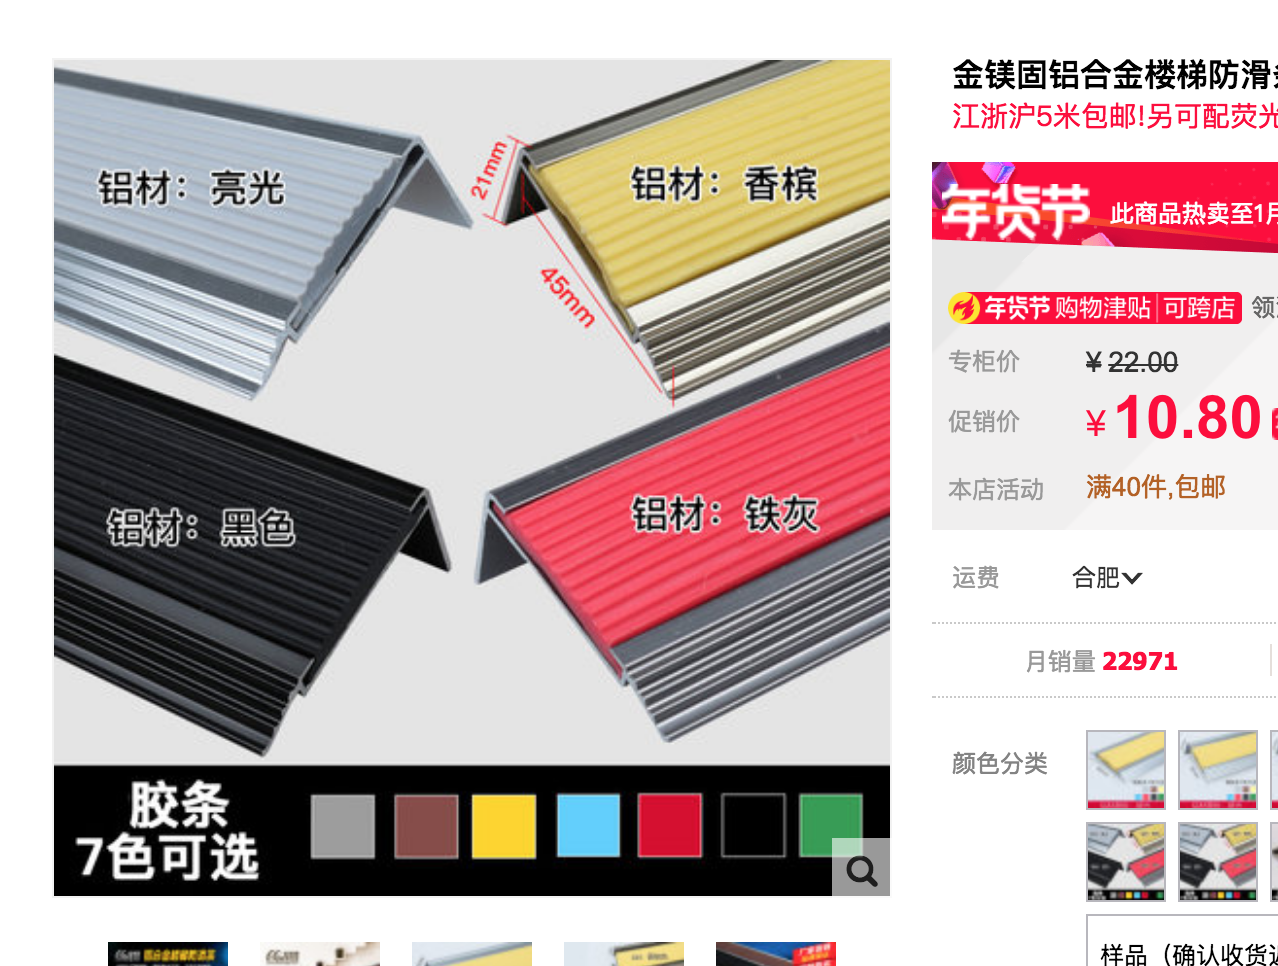 铝材：亮光
21mm
铝材：香槟
45mm
铝材：黑色
铝材：铁灰
胶条
7色可选
金镁固铝合金楼梯防滑
江浙沪5米包邮!另可配荧光
年货节 此商品热卖至1月
年货节 购物津贴 可跨店 领
专柜价 ¥ 22.00
促销价 ¥ 10.80
本店活动 满40件,包邮
运费 合肥
月销量 22971
颜色分类
样品（确认收货